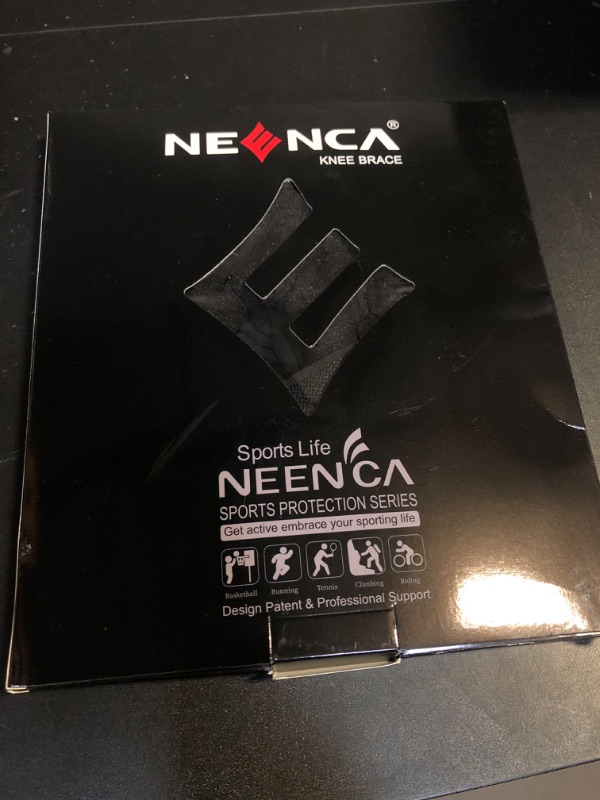 NEENCA®
KNEE BRACE
Sports Life
NEENCA
SPORTS PROTECTION SERIES
Get active embrace your sporting life
Basketball Running Tennis Climbing Riding
Design Patent & Professional Support